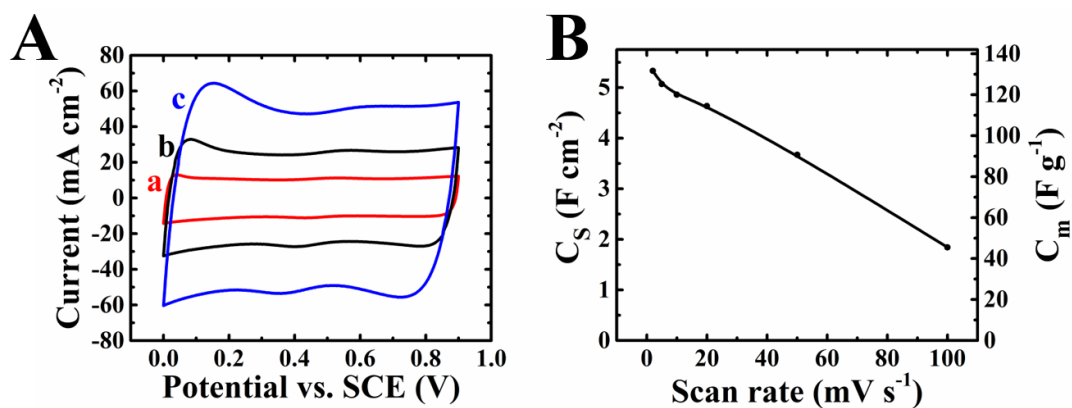 A
80
60
40
20
0
-20
-40
-60
-80
Current (mA cm⁻²)
c
b
a
0.0 0.2 0.4 0.6 0.8 1.0
Potential vs. SCE (V)
B
5
4
3
2
1
0
C_S (F cm⁻²)
140
120
100
80
60
40
20
0
C_m (F g⁻¹)
0 20 40 60 80 100
Scan rate (mV s⁻¹)